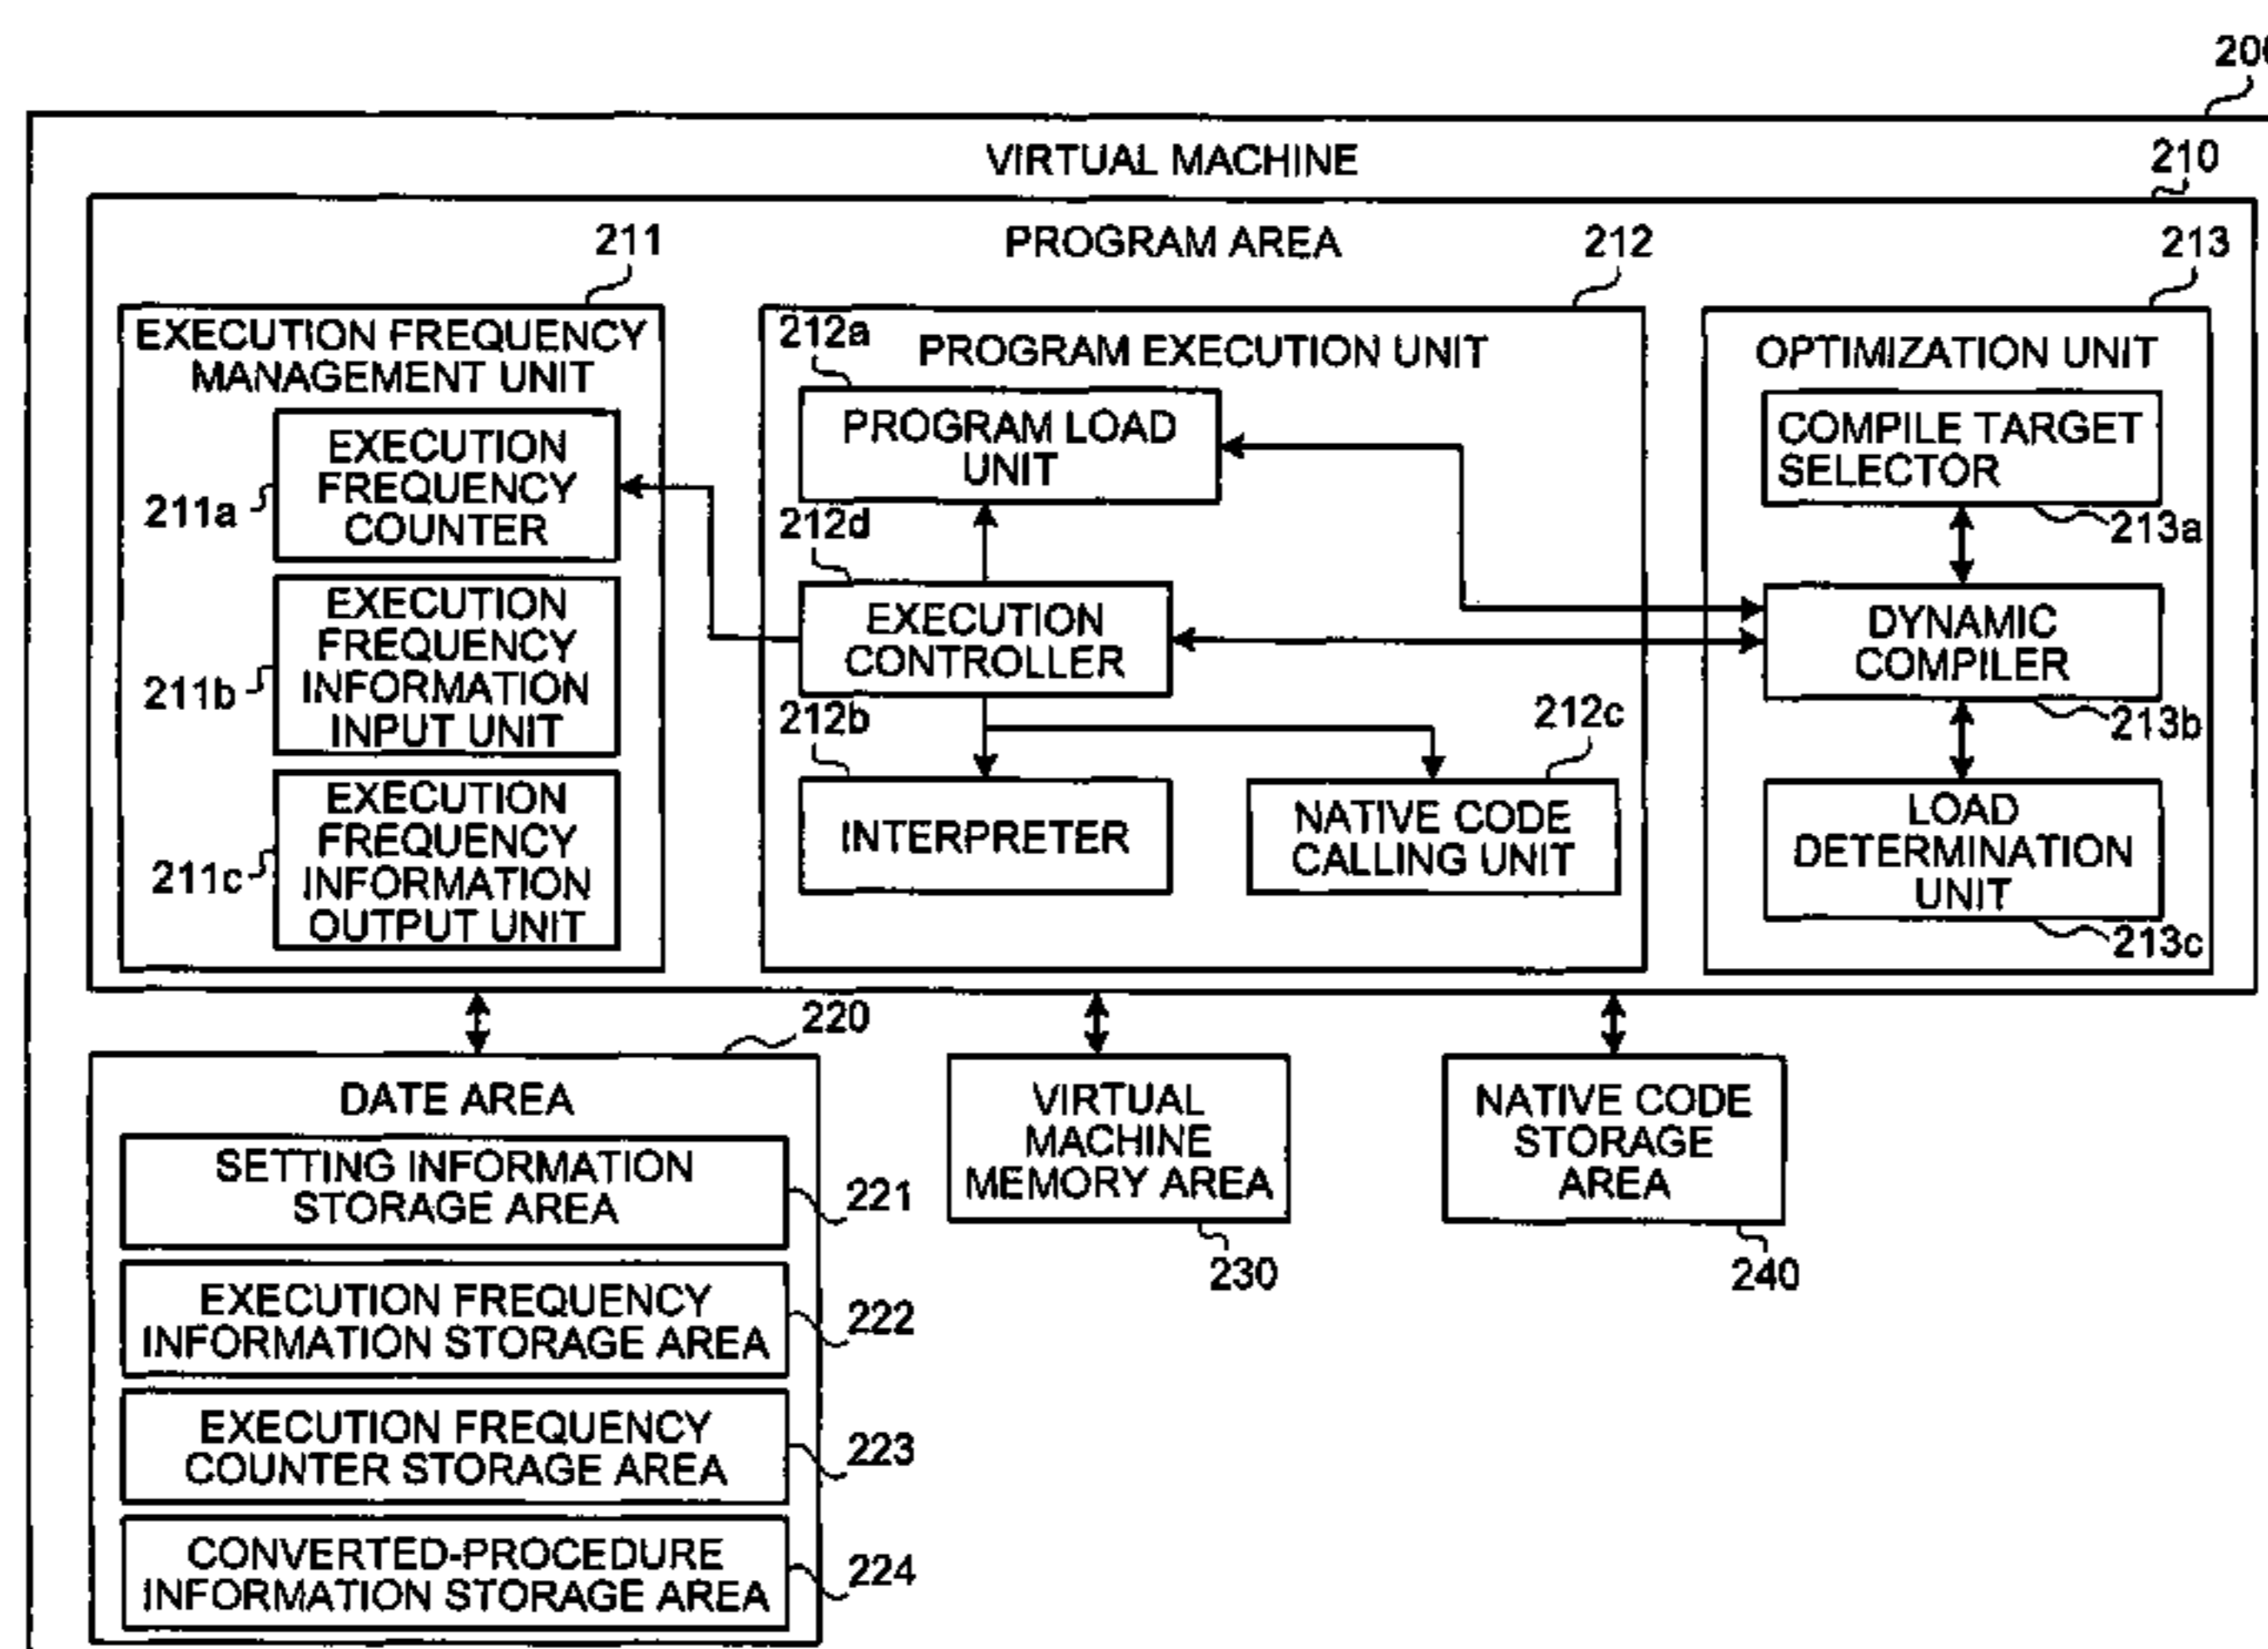 200
VIRTUAL MACHINE
210
PROGRAM AREA
211
212
213
EXECUTION FREQUENCY
MANAGEMENT UNIT
EXECUTION
FREQUENCY
COUNTER
211a
EXECUTION
FREQUENCY
INFORMATION
INPUT UNIT
211b
EXECUTION
FREQUENCY
INFORMATION
OUTPUT UNIT
211c
PROGRAM EXECUTION UNIT
212a
PROGRAM LOAD
UNIT
212d
EXECUTION
CONTROLLER
212b
INTERPRETER
212c
NATIVE CODE
CALLING UNIT
OPTIMIZATION UNIT
COMPILE TARGET
SELECTOR
213a
DYNAMIC
COMPILER
213b
LOAD
DETERMINATION
UNIT
213c
220
DATE AREA
SETTING INFORMATION
STORAGE AREA
221
EXECUTION FREQUENCY
INFORMATION STORAGE AREA
222
EXECUTION FREQUENCY
COUNTER STORAGE AREA
223
CONVERTED-PROCEDURE
INFORMATION STORAGE AREA
224
VIRTUAL
MACHINE
MEMORY AREA
230
NATIVE CODE
STORAGE
AREA
240